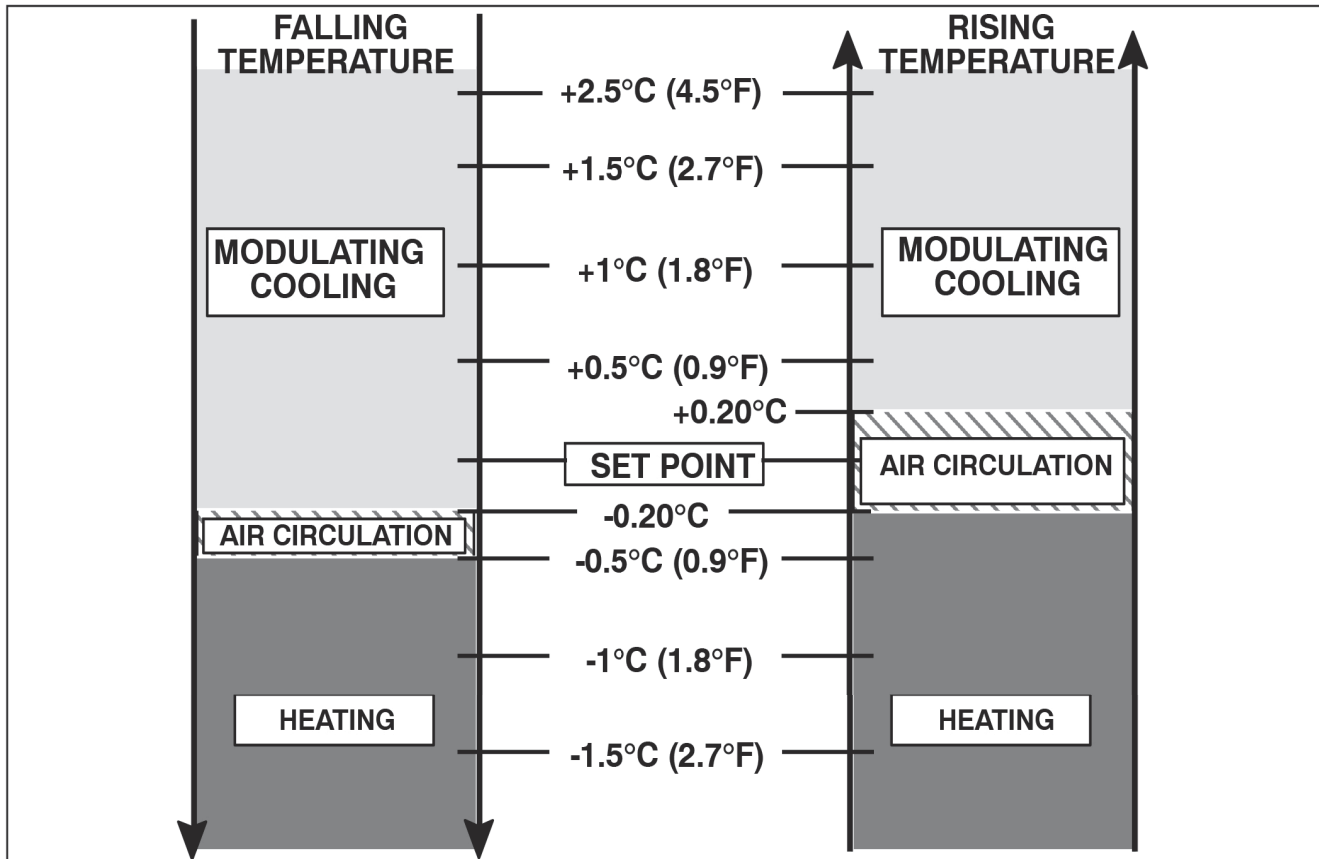 FALLING
TEMPERATURE
RISING
TEMPERATURE
+2.5°C (4.5°F)
+1.5°C (2.7°F)
MODULATING
COOLING
+1°C (1.8°F)
MODULATING
COOLING
+0.5°C (0.9°F)
+0.20°C
SET POINT
AIR CIRCULATION
-0.20°C
AIR CIRCULATION
-0.5°C (0.9°F)
-1°C (1.8°F)
HEATING
HEATING
-1.5°C (2.7°F)